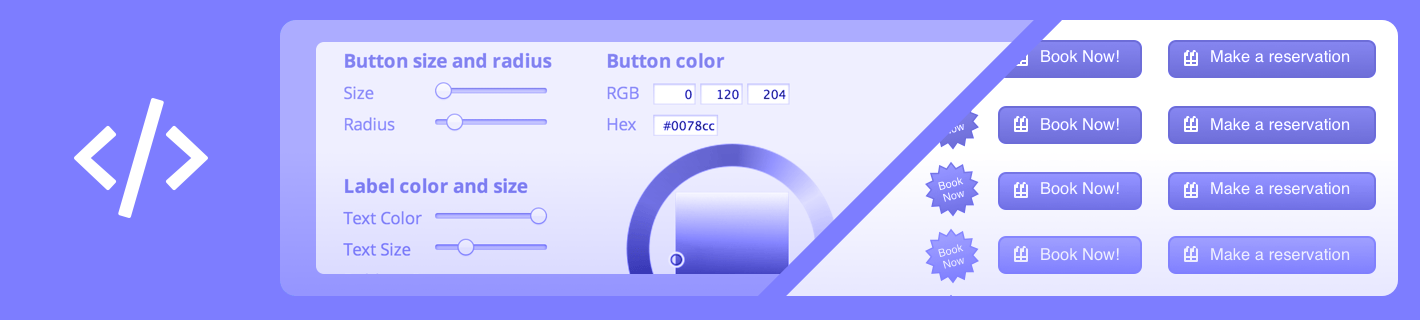 Button size and radius
Size
Radius
Label color and size
Text Color
Text Size
Button color
RGB 0 120 204
Hex #0078cc
Book Now! Make a reservation
Now Book Now! Make a reservation
Book
Now
Book Now! Make a reservation
Book
Now
Book Now! Make a reservation